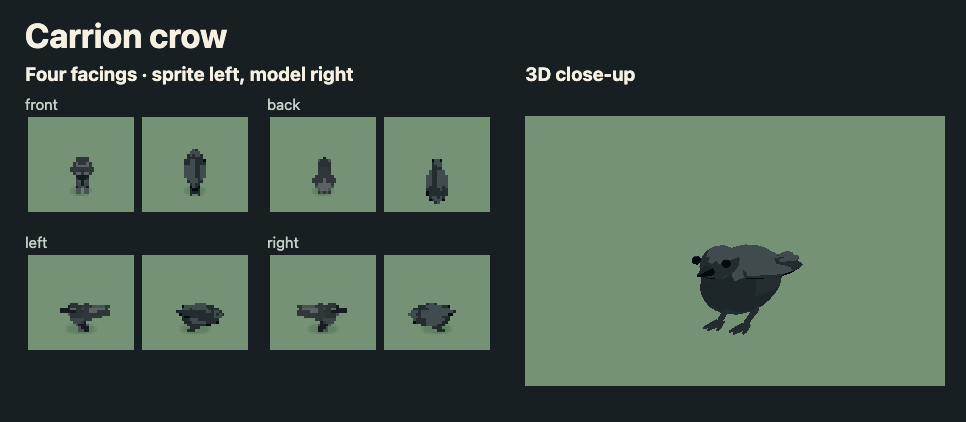 Carrion crow
Four facings · sprite left, model right
3D close-up
front
back
left
right